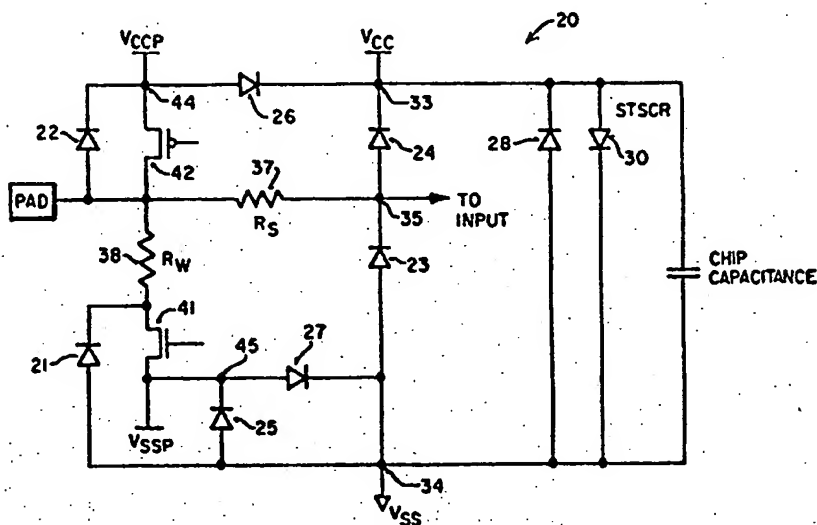 20
VCCP
VCC
44
26
33
STSCR
22
42
24
28
30
37
PAD
RS
35
TO
INPUT
38
RW
23
CHIP
CAPACITANCE
41
21
45
27
25
VSSP
34
VSS